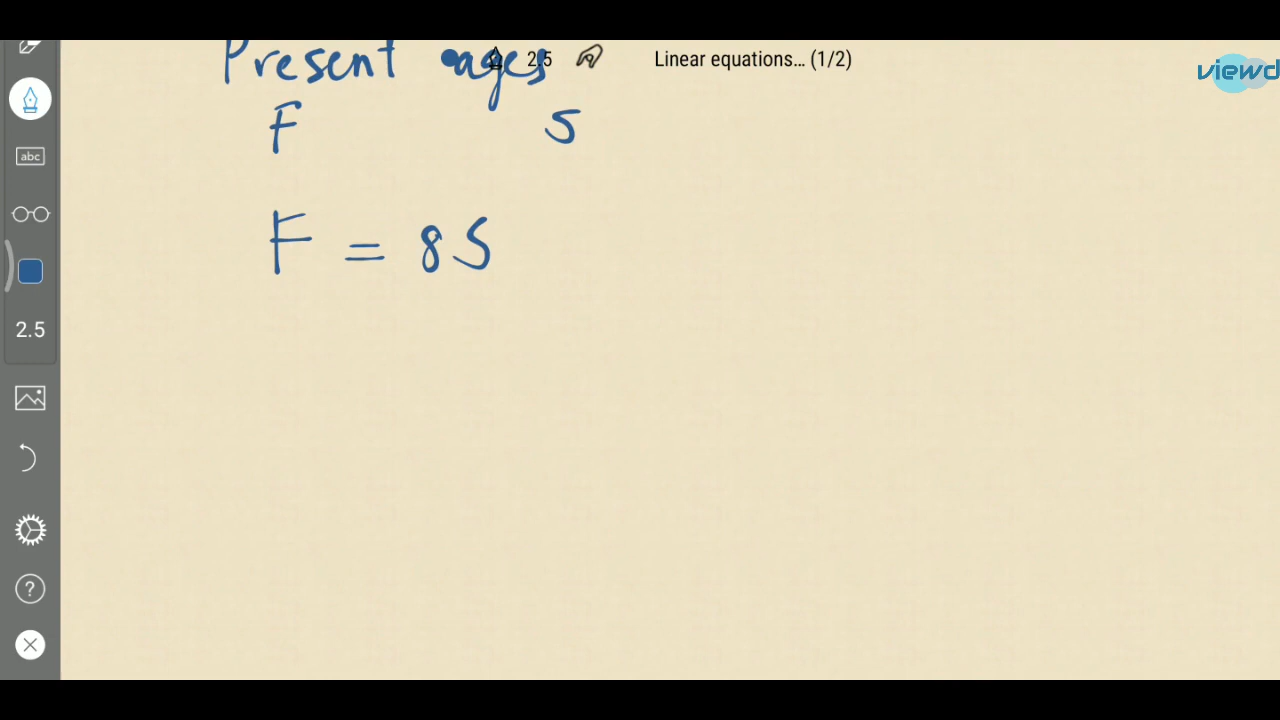 Present ages
2.5
Linear equations... (1/2)
viewd
F
S
F = 8S
abc
2.5
?